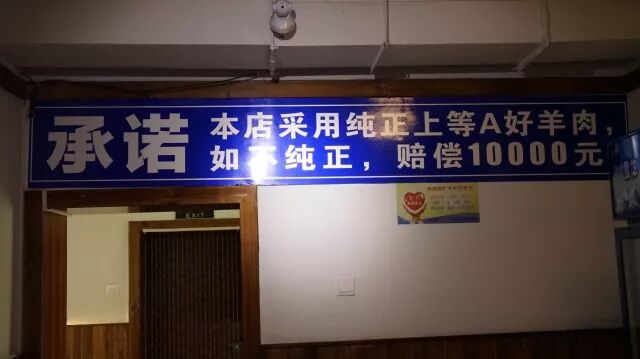 承诺
本店采用纯正上等A好羊肉，
如不纯正，赔偿10000元
EXIT